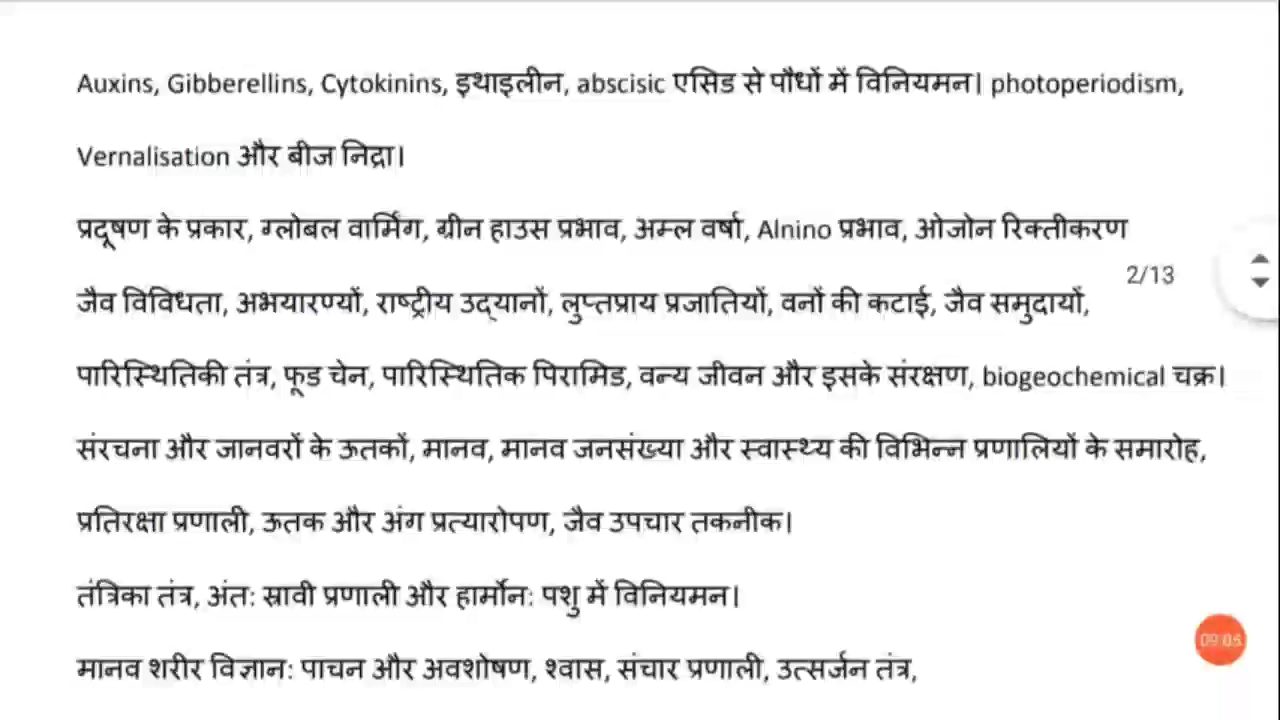 Auxins, Gibberellins, Cytokinins, इथाइलीन, abscisic एसिड से पौधों में विनियमन। photoperiodism,
Vernalisation और बीज निद्रा।
प्रदूषण के प्रकार, ग्लोबल वार्मिंग, ग्रीन हाउस प्रभाव, अम्ल वर्षा, Alnino प्रभाव, ओजोन रिक्तीकरण
2/13
जैव विविधता, अभयारण्यों, राष्ट्रीय उद्यानों, लुप्तप्राय प्रजातियों, वनों की कटाई, जैव समुदायों,
पारिस्थितिकी तंत्र, फूड चेन, पारिस्थितिक पिरामिड, वन्य जीवन और इसके संरक्षण, biogeochemical चक्र।
संरचना और जानवरों के ऊतकों, मानव, मानव जनसंख्या और स्वास्थ्य की विभिन्न प्रणालियों के समारोह,
प्रतिरक्षा प्रणाली, ऊतक और अंग प्रत्यारोपण, जैव उपचार तकनीक।
तंत्रिका तंत्र, अंत: स्रावी प्रणाली और हार्मोन: पशु में विनियमन।
09:05
मानव शरीर विज्ञान: पाचन और अवशोषण, श्वास, संचार प्रणाली, उत्सर्जन तंत्र,